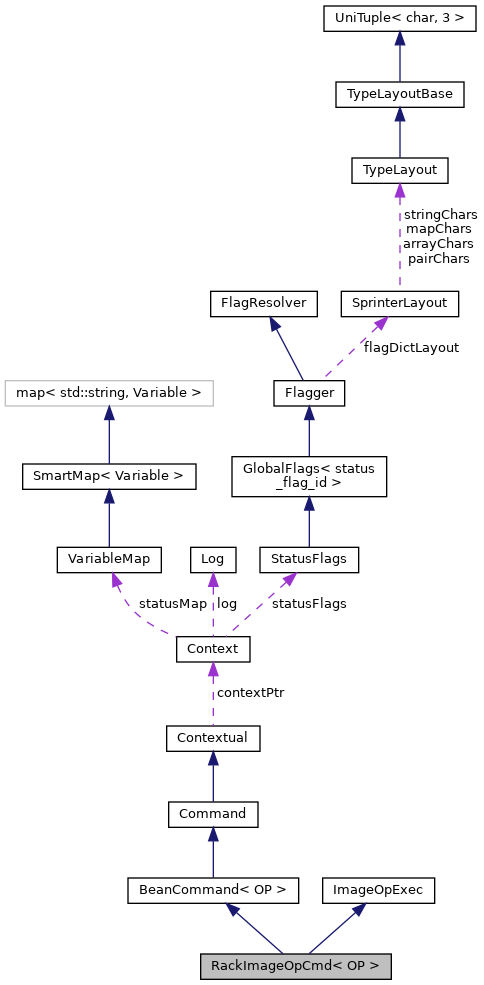 UniTuple< char, 3 >
TypeLayoutBase
TypeLayout
stringChars
mapChars
arrayChars
pairChars
FlagResolver
SprinterLayout
flagDictLayout
map< std::string, Variable >
Flagger
SmartMap< Variable >
GlobalFlags< status
_flag_id >
VariableMap
Log
StatusFlags
statusMap
log
statusFlags
Context
contextPtr
Contextual
Command
BeanCommand< OP >
ImageOpExec
RackImageOpCmd< OP >